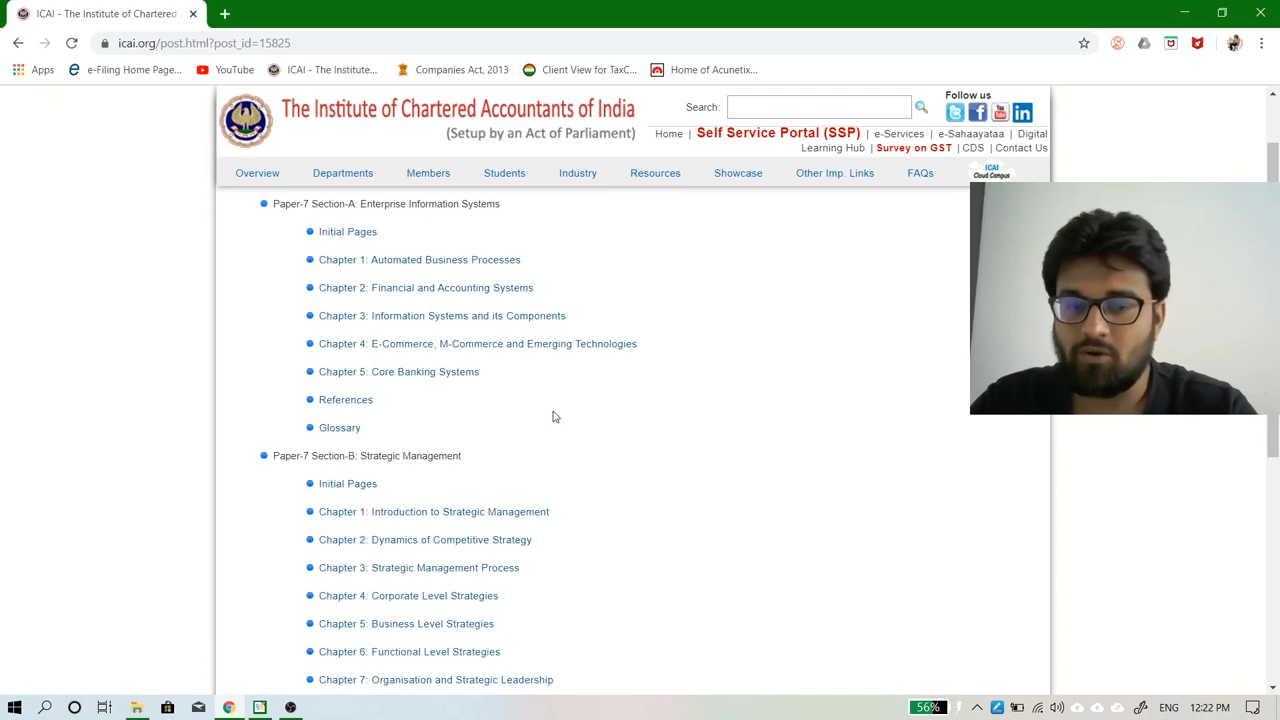 ICAI - The Institute of Chartered
icai.org/post.html?post_id=15825
Apps e-Filing Home Page... YouTube ICAI - The Institute... Companies Act, 2013 Client View for TaxC... Home of Acunetix...
The Institute of Chartered Accountants of India
(Setup by an Act of Parliament)
Search:
Follow us
Home | Self Service Portal (SSP) | e-Services | e-Sahaayataa | Digital
Learning Hub | Survey on GST | CDS | Contact Us
Overview Departments Members Students Industry Resources Showcase Other Imp. Links FAQs ICAI Cloud Campus
Paper-7 Section-A: Enterprise Information Systems
Initial Pages
Chapter 1: Automated Business Processes
Chapter 2: Financial and Accounting Systems
Chapter 3: Information Systems and its Components
Chapter 4: E-Commerce, M-Commerce and Emerging Technologies
Chapter 5: Core Banking Systems
References
Glossary
Paper-7 Section-B: Strategic Management
Initial Pages
Chapter 1: Introduction to Strategic Management
Chapter 2: Dynamics of Competitive Strategy
Chapter 3: Strategic Management Process
Chapter 4: Corporate Level Strategies
Chapter 5: Business Level Strategies
Chapter 6: Functional Level Strategies
Chapter 7: Organisation and Strategic Leadership
56% ENG 12:22 PM